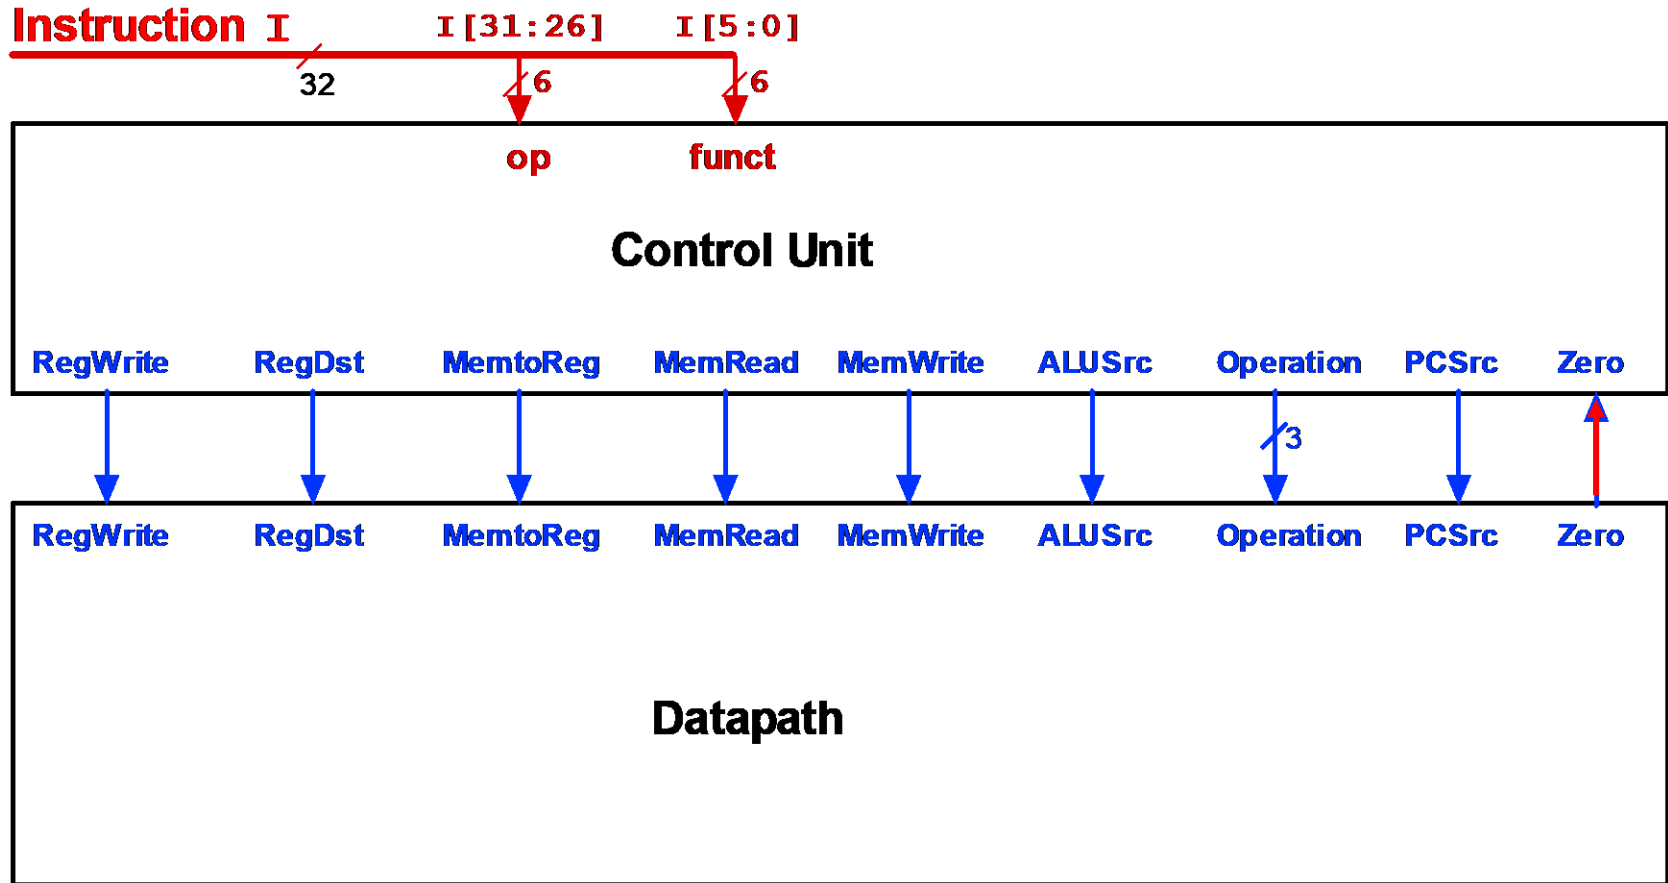 Instruction I I[31:26] I[5:0]
32 6 6
op funct
Control Unit
RegWrite RegDst MemtoReg MemRead MemWrite ALUSrc Operation PCSrc Zero
3
RegWrite RegDst MemtoReg MemRead MemWrite ALUSrc Operation PCSrc Zero
Datapath